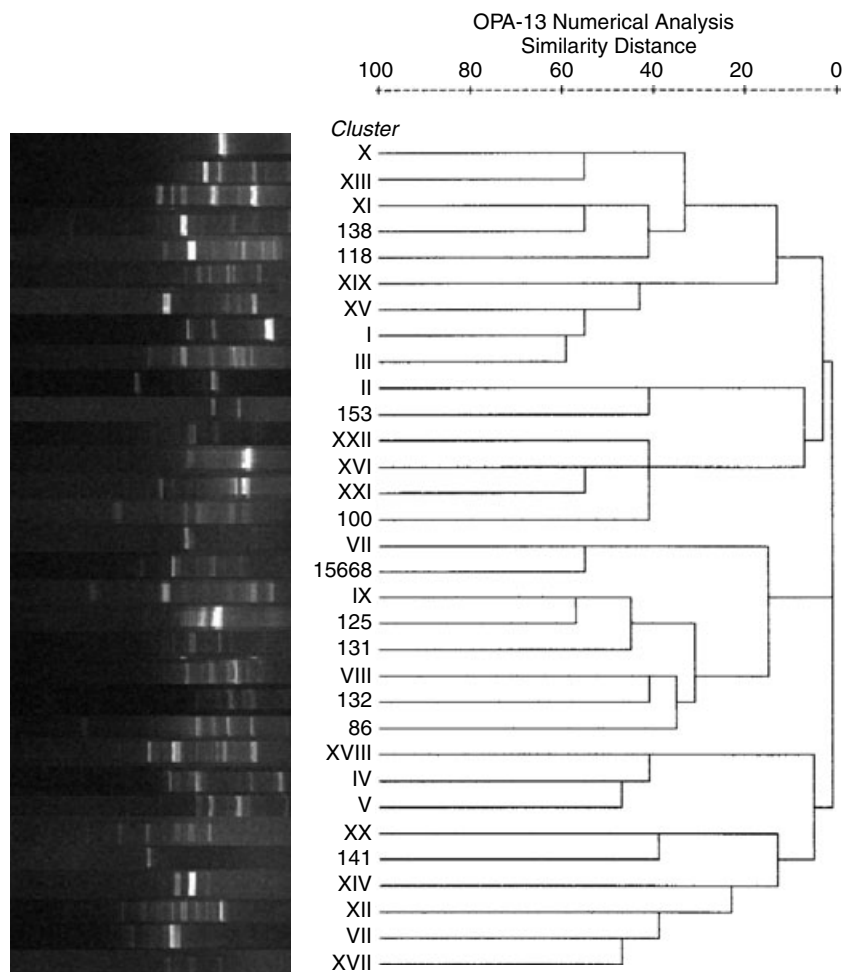 OPA-13 Numerical Analysis
Similarity Distance
100 80 60 40 20 0
Cluster
X
XIII
XI
138
118
XIX
XV
I
III
II
153
XXII
XVI
XXI
100
VII
15668
IX
125
131
VIII
132
86
XVIII
IV
V
XX
141
XIV
XII
VII
XVII